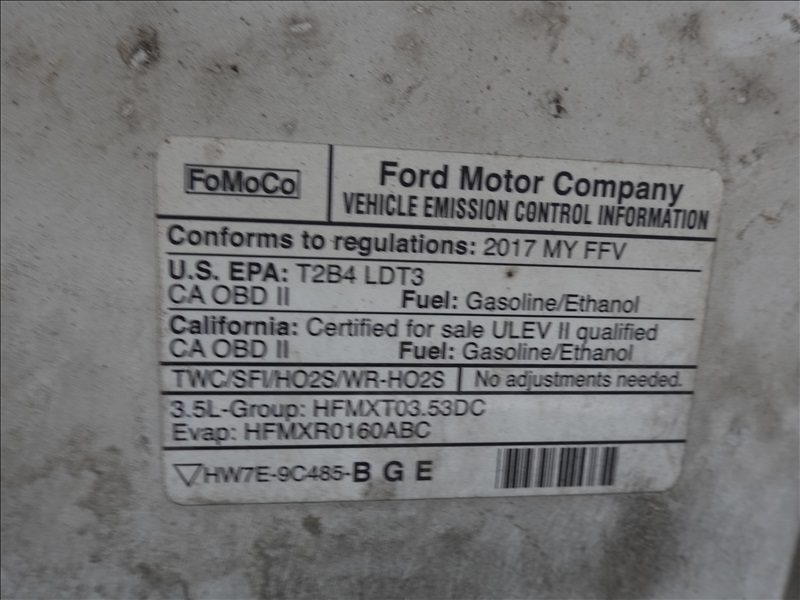 FoMoCo
Ford Motor Company
VEHICLE EMISSION CONTROL INFORMATION
Conforms to regulations: 2017 MY FFV
U.S. EPA: T2B4 LDT3
CA OBD II Fuel: Gasoline/Ethanol
California: Certified for sale ULEV II qualified
CA OBD II Fuel: Gasoline/Ethanol
TWC/SFI/HO2S/WR-HO2S No adjustments needed.
3.5L-Group: HFMXT03.53DC
Evap: HFMXR0160ABC
HW7E-9C485-B G E